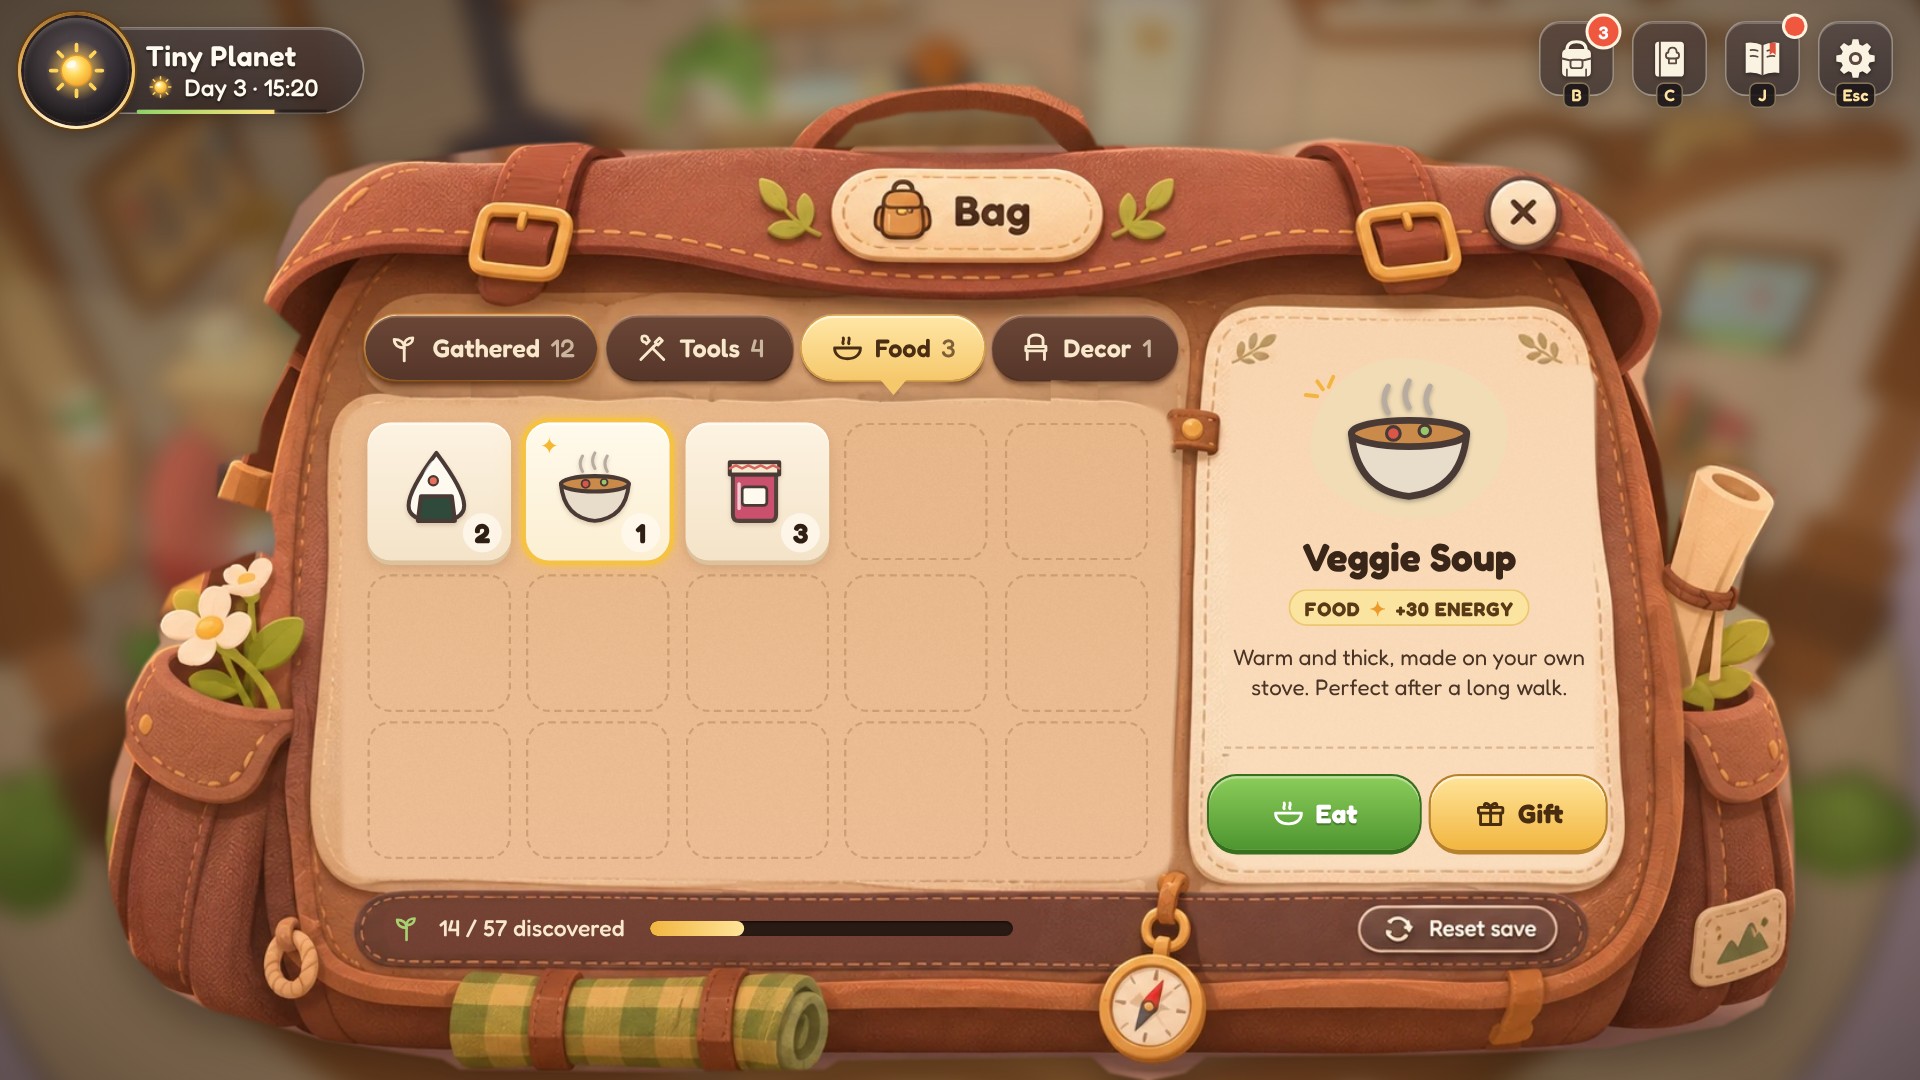 Tiny Planet
Day 3 · 15:20
3
B
C
J
Esc
Bag
Gathered 12
Tools 4
Food 3
Decor 1
2
1
3
Veggie Soup
FOOD ✦ +30 ENERGY
Warm and thick, made on your own
stove. Perfect after a long walk.
Eat
Gift
14 / 57 discovered
Reset save